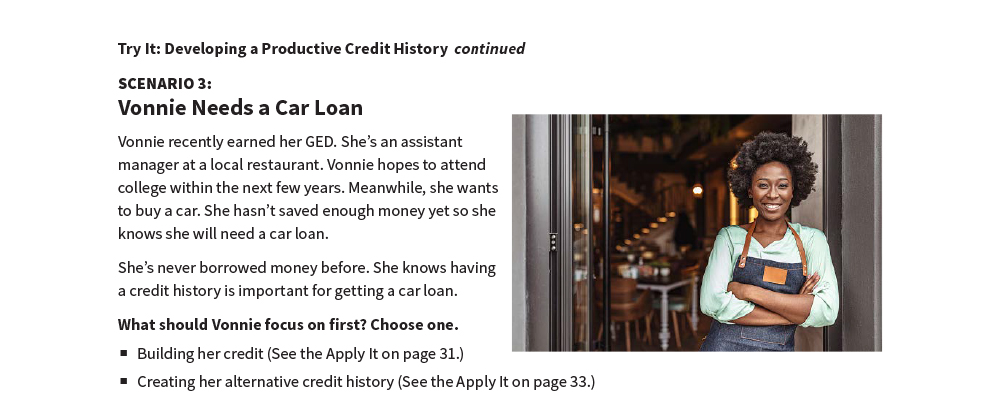 Try It: Developing a Productive Credit History continued
SCENARIO 3:
Vonnie Needs a Car Loan
Vonnie recently earned her GED. She’s an assistant
manager at a local restaurant. Vonnie hopes to attend
college within the next few years. Meanwhile, she wants
to buy a car. She hasn’t saved enough money yet so she
knows she will need a car loan.
She’s never borrowed money before. She knows having
a credit history is important for getting a car loan.
What should Vonnie focus on first? Choose one.
▪ Building her credit (See the Apply It on page 31.)
▪ Creating her alternative credit history (See the Apply It on page 33.)